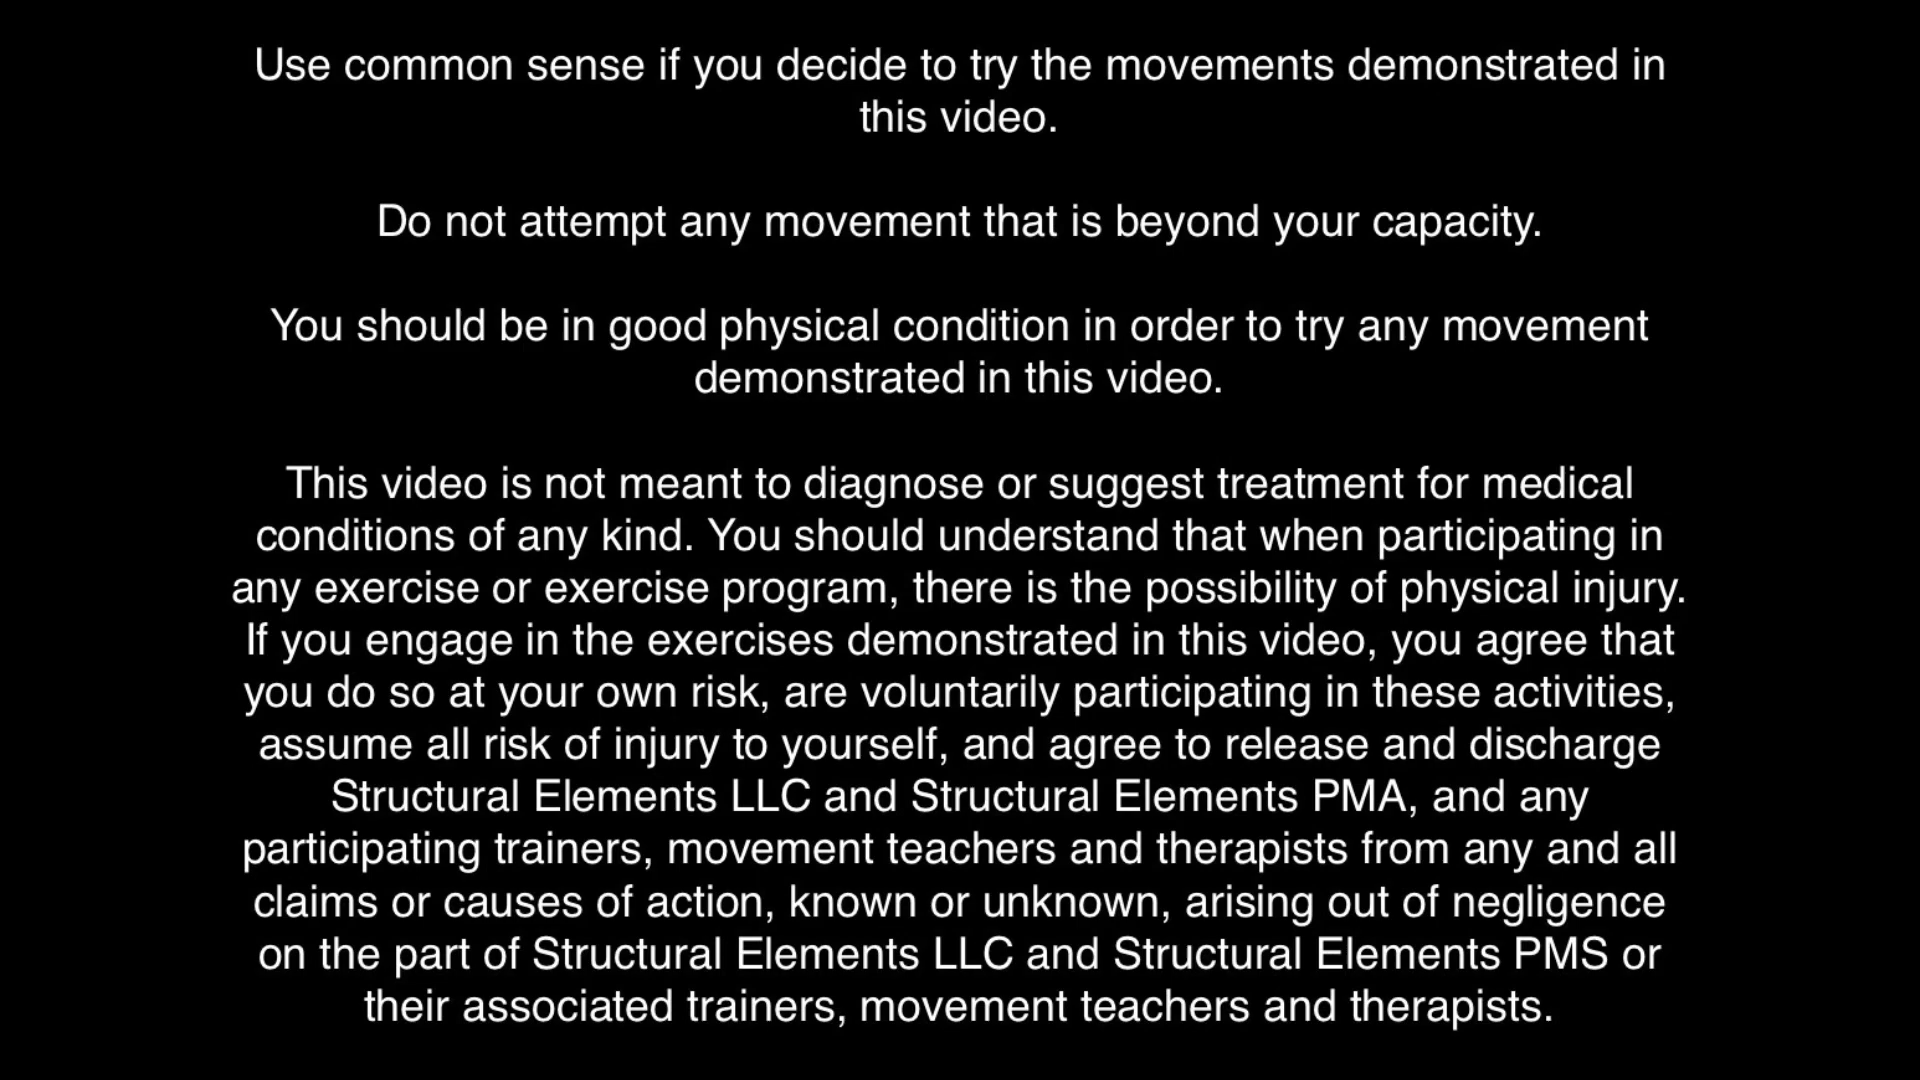 Use common sense if you decide to try the movements demonstrated in
this video.
Do not attempt any movement that is beyond your capacity.
You should be in good physical condition in order to try any movement
demonstrated in this video.
This video is not meant to diagnose or suggest treatment for medical
conditions of any kind. You should understand that when participating in
any exercise or exercise program, there is the possibility of physical injury.
If you engage in the exercises demonstrated in this video, you agree that
you do so at your own risk, are voluntarily participating in these activities,
assume all risk of injury to yourself, and agree to release and discharge
Structural Elements LLC and Structural Elements PMA, and any
participating trainers, movement teachers and therapists from any and all
claims or causes of action, known or unknown, arising out of negligence
on the part of Structural Elements LLC and Structural Elements PMS or
their associated trainers, movement teachers and therapists.